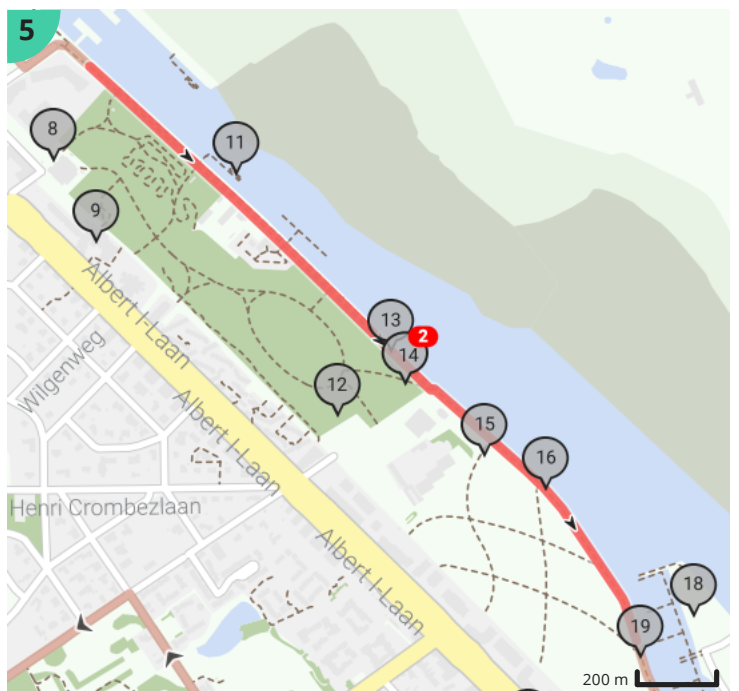 5
8
11
9
Albert I-Laan
13
2
14
Wilgenweg
12
Albert I-Laan
15
16
Henri Crombezlaan
Albert I-Laan
18
19
200 m